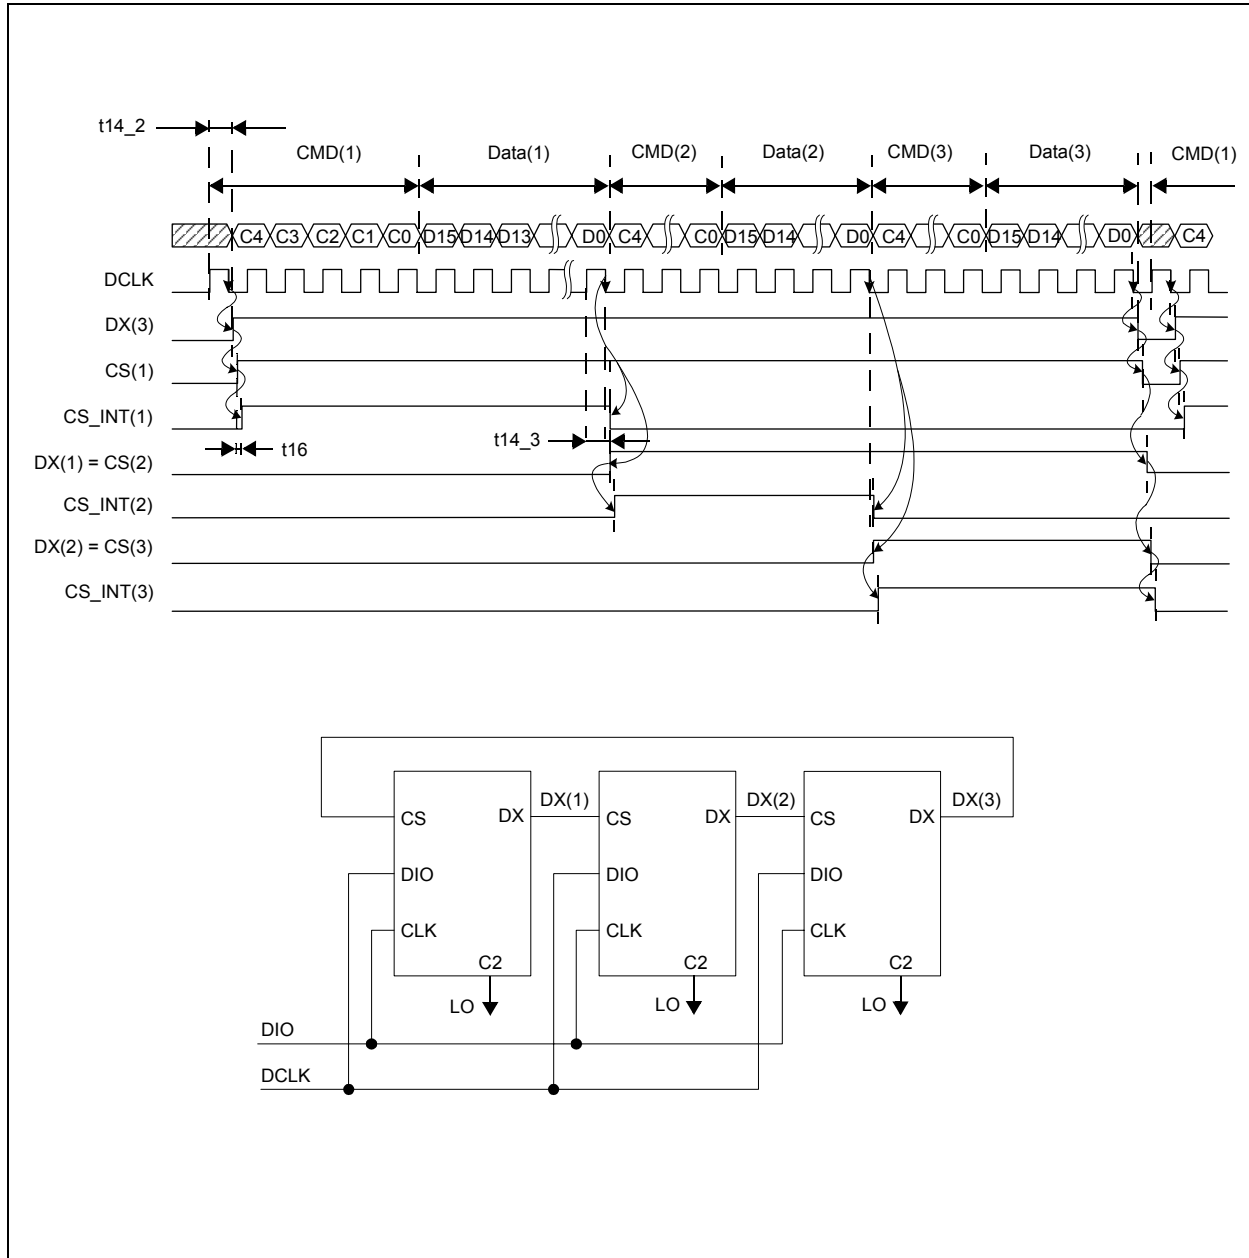 t14_2
CMD(1) Data(1) CMD(2) Data(2) CMD(3) Data(3) CMD(1)
C4 C3 C2 C1 C0 D15 D14 D13 D0 C4 C0 D15 D14 D0 C4 C0 D15 D14 D0 C4
DCLK
DX(3)
CS(1)
CS_INT(1)
t16 t14_3
DX(1) = CS(2)
CS_INT(2)
DX(2) = CS(3)
CS_INT(3)
DX(1) DX(2) DX(3)
CS DX CS DX CS DX
DIO DIO DIO
CLK CLK CLK
C2 C2 C2
LO LO LO
DIO
DCLK